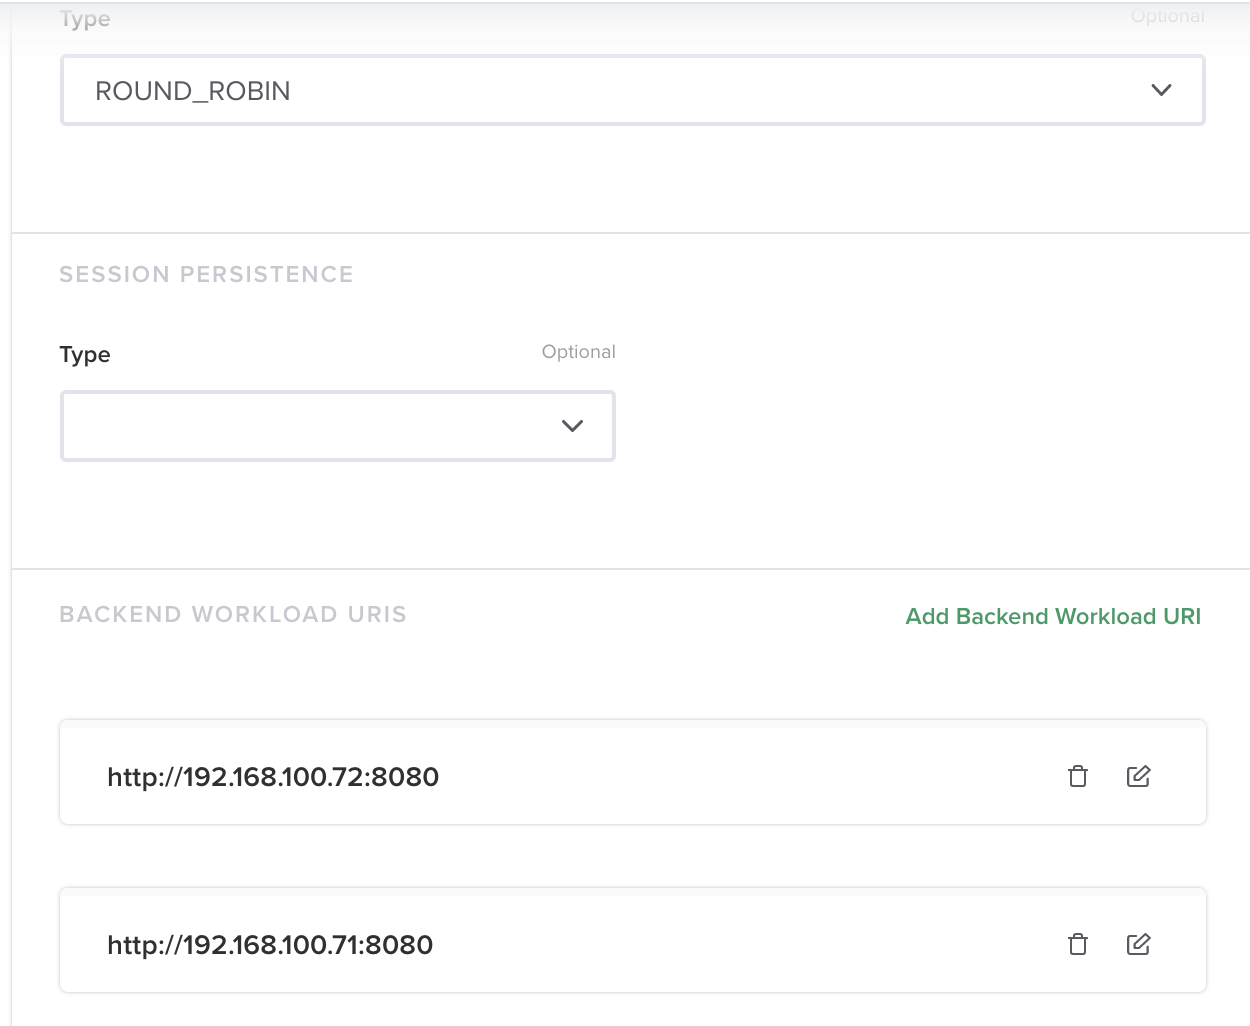 Type
Optional
ROUND_ROBIN
SESSION PERSISTENCE
Type
Optional
BACKEND WORKLOAD URIS
Add Backend Workload URI
http://192.168.100.72:8080
http://192.168.100.71:8080